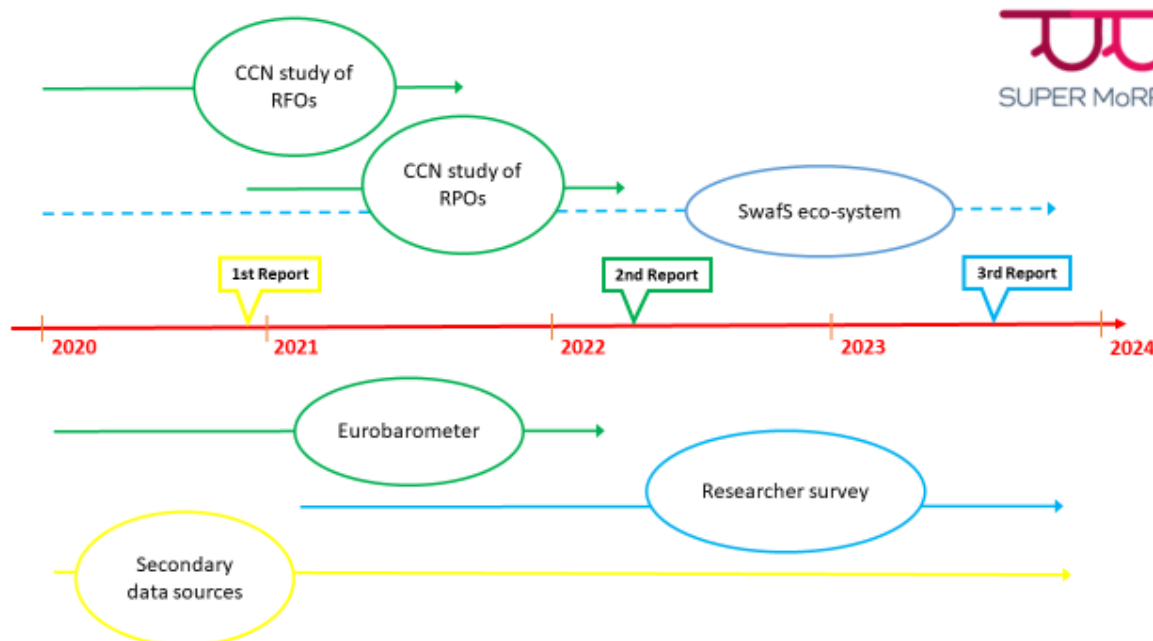 CCN study of
RFOs
SUPER MoRR
CCN study of
RPOs
SwafS eco-system
1st Report
2nd Report
3rd Report
2020
2021
2022
2023
2024
Eurobarometer
Researcher survey
Secondary
data sources